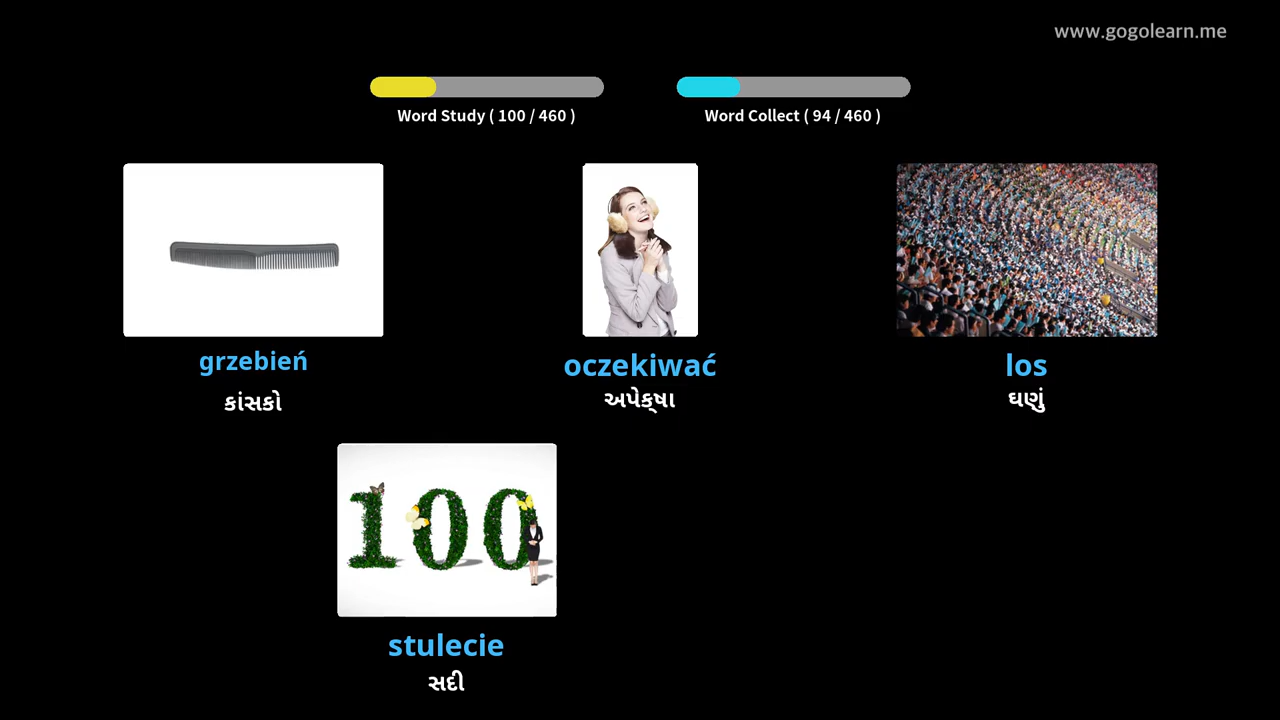 www.gogolearn.me
Word Study ( 100 / 460 )
Word Collect ( 94 / 460 )
grzebień
કાંસકો
oczekiwać
અપેક્ષા
los
ઘણું
100
stulecie
સદી